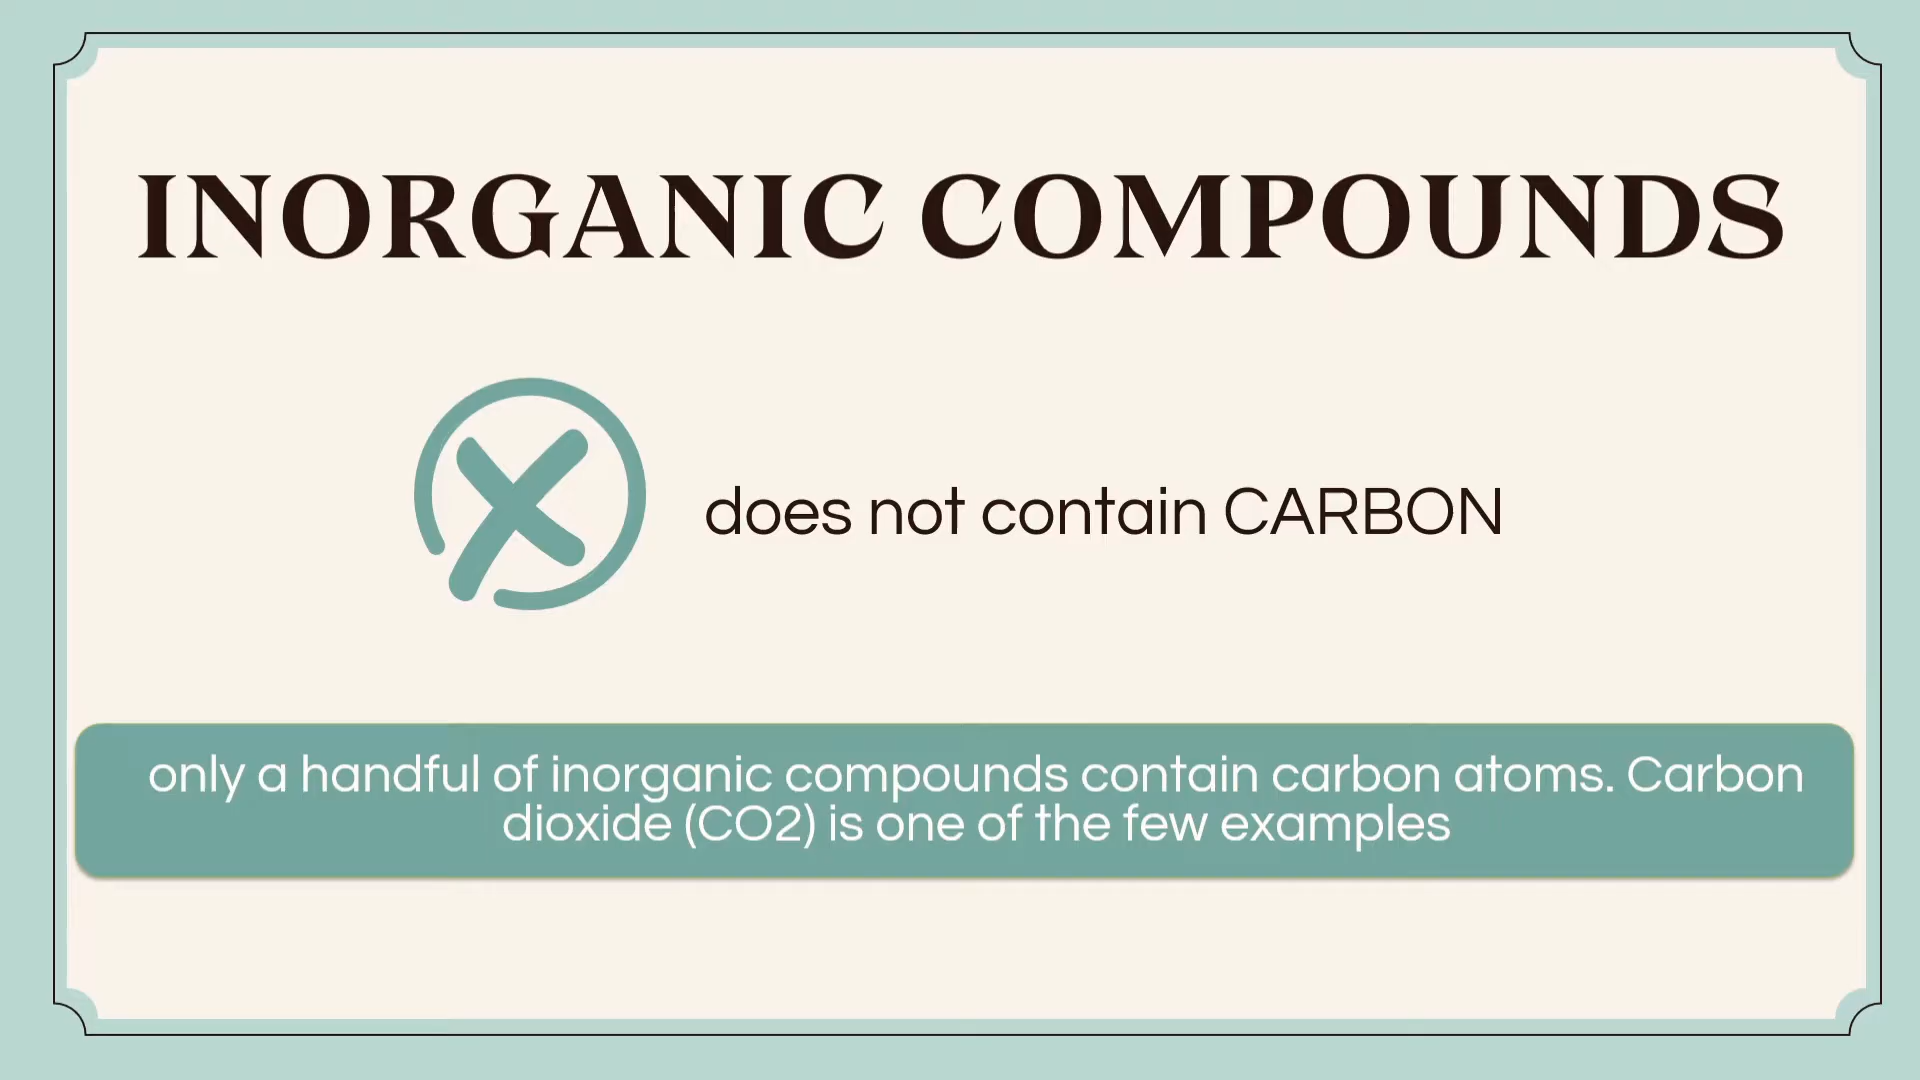 INORGANIC COMPOUNDS
does not contain CARBON
only a handful of inorganic compounds contain carbon atoms. Carbon
dioxide (CO2) is one of the few examples